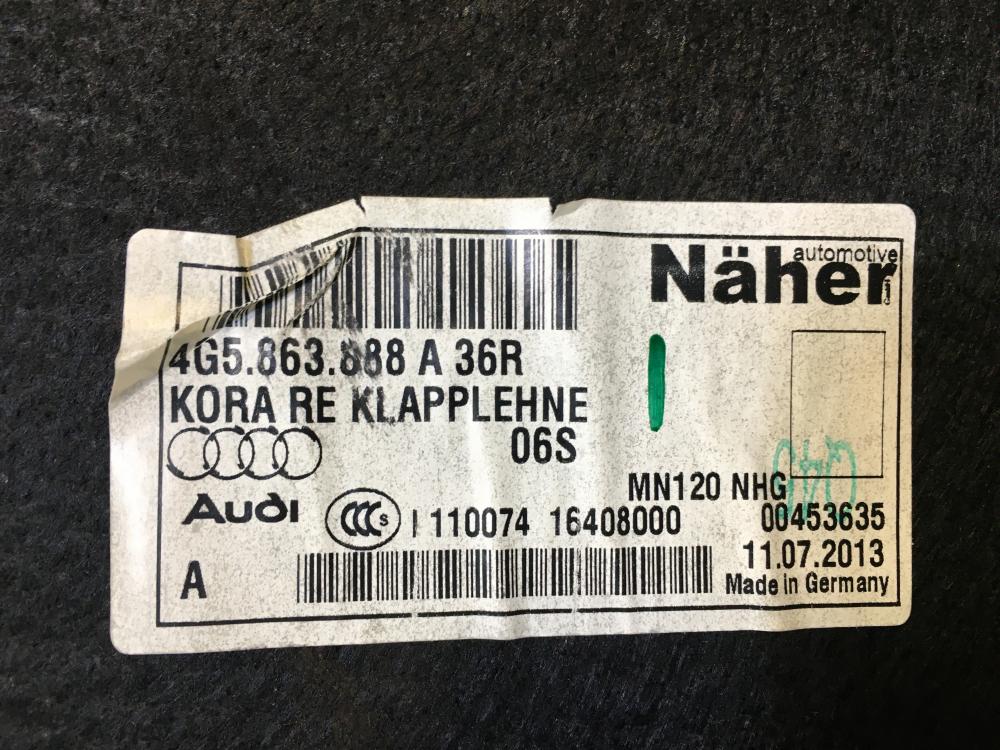 automotive
Näher GmbH
4G5.863.888 A 36R
KORA RE KLAPPLEHNE
06S
MN120 NHG
Audi
CCC S
I 110074 16408000
00453635
11.07.2013
A
Made in Germany